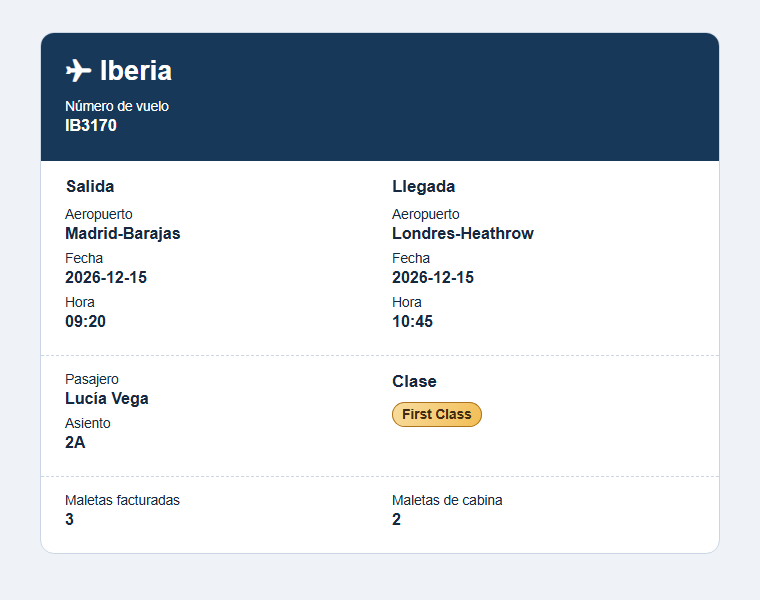 Iberia
Número de vuelo
IB3170
Salida
Aeropuerto
Madrid-Barajas
Fecha
2026-12-15
Hora
09:20
Llegada
Aeropuerto
Londres-Heathrow
Fecha
2026-12-15
Hora
10:45
Pasajero
Lucía Vega
Asiento
2A
Clase
First Class
Maletas facturadas
3
Maletas de cabina
2